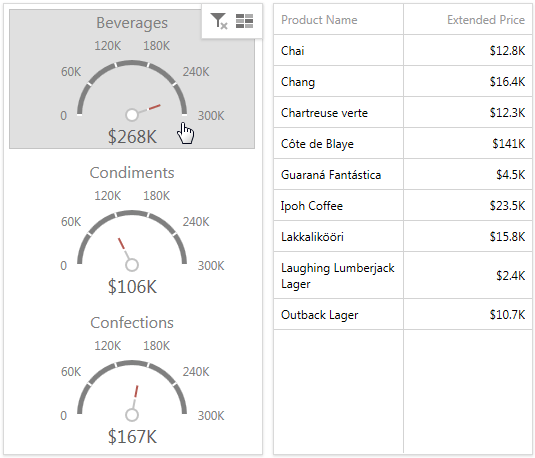 Beverages
120K 180K
60K 240K
0 300K
$268K
Condiments
120K 180K
60K 240K
0 300K
$106K
Confections
120K 180K
60K 240K
0 300K
$167K
Product Name Extended Price
Chai $12.8K
Chang $16.4K
Chartreuse verte $12.3K
Côte de Blaye $141K
Guaraná Fantástica $4.5K
Ipoh Coffee $23.5K
Lakkalikööri $15.8K
Laughing Lumberjack
Lager $2.4K
Outback Lager $10.7K